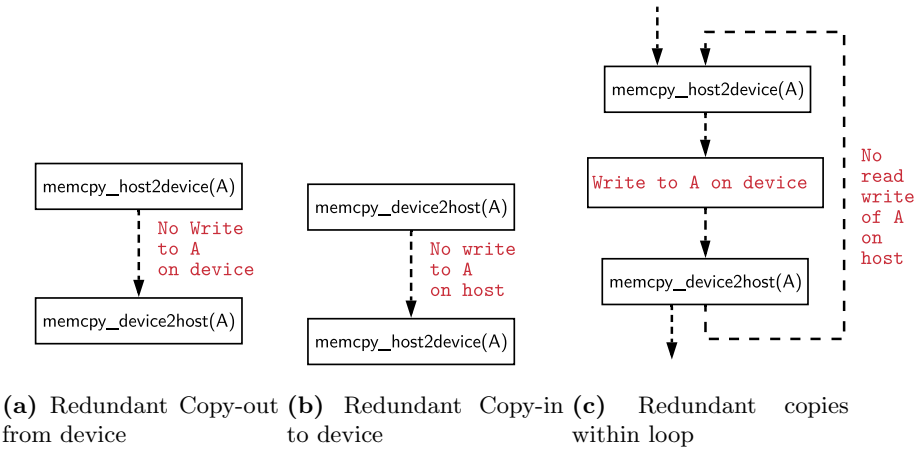 memcpy_host2device(A)
No Write
to A
on device
memcpy_device2host(A)
(a) Redundant Copy-out
from device
memcpy_device2host(A)
No write
to A
on host
memcpy_host2device(A)
(b) Redundant Copy-in
to device
memcpy_host2device(A)
Write to A on device
memcpy_device2host(A)
No
read
write
of A
on
host
(c) Redundant copies
within loop